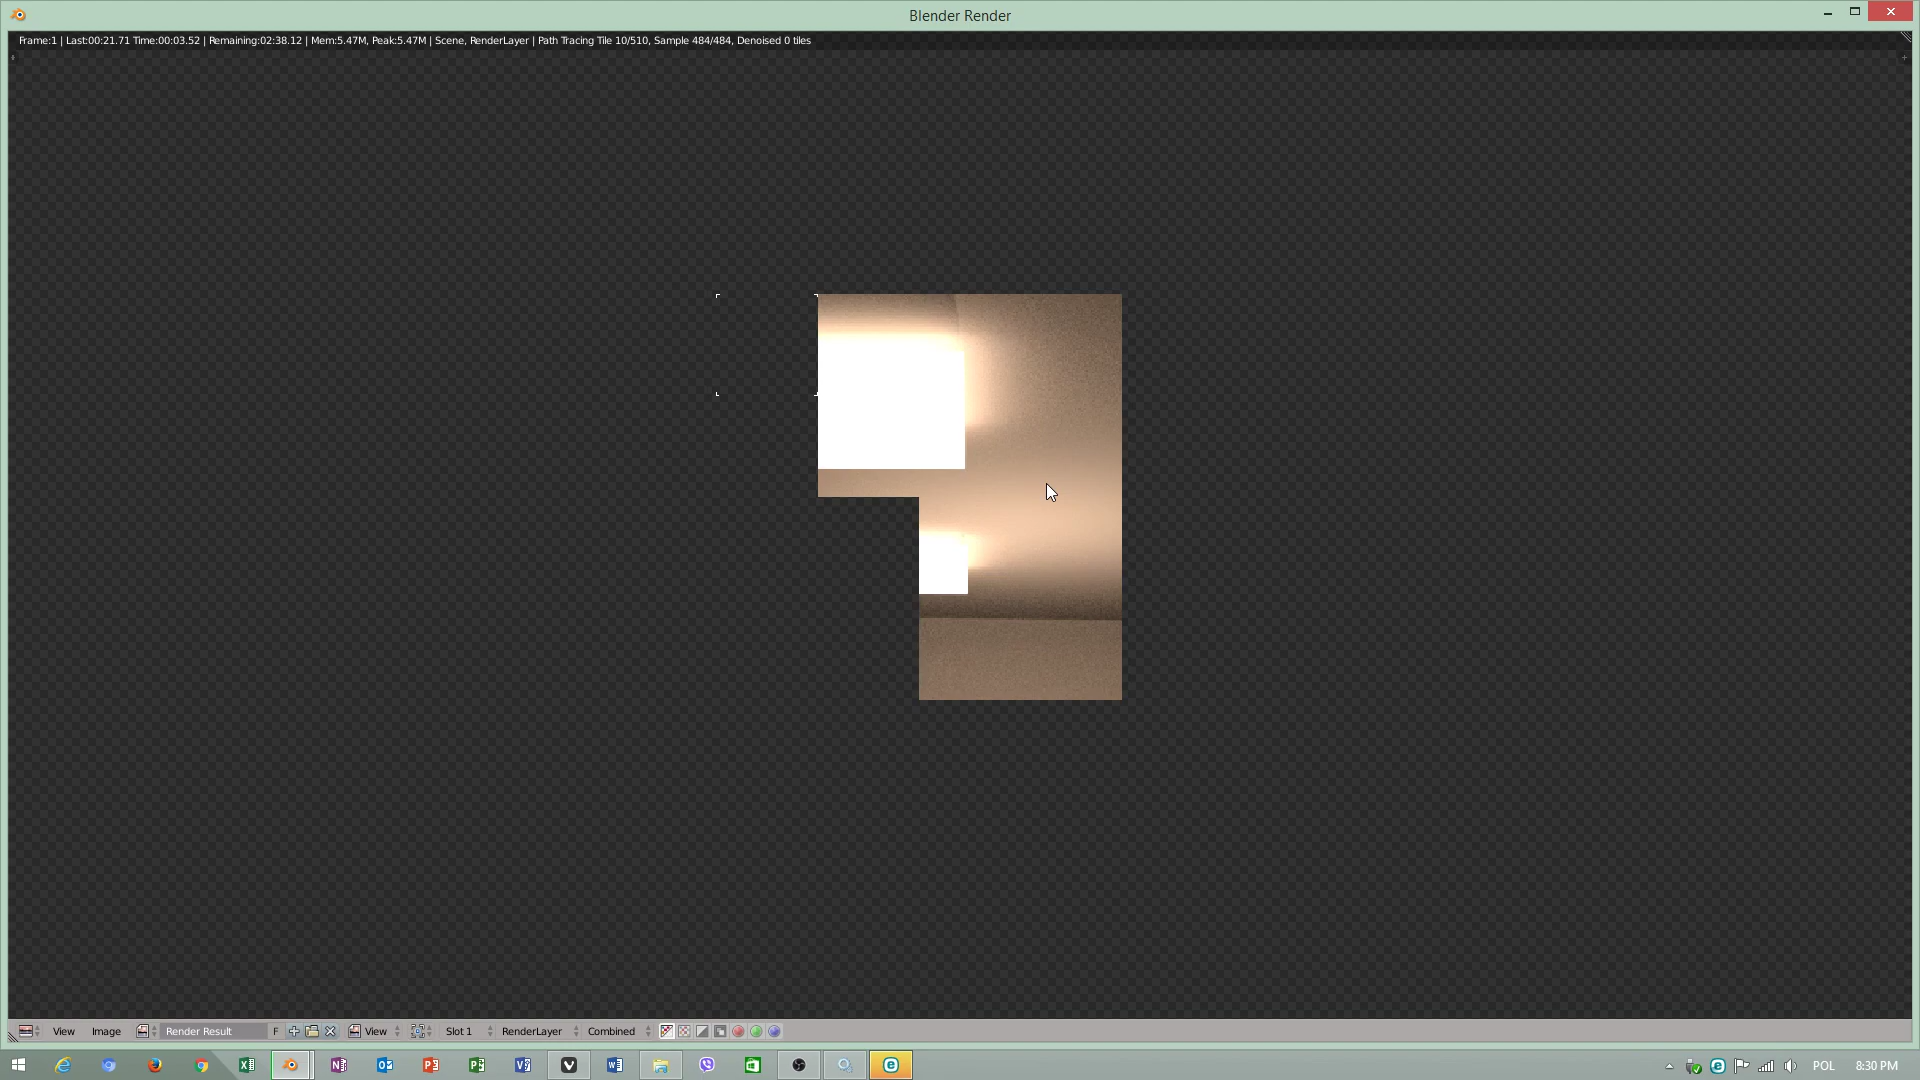 Blender Render
Frame:1 | Last:00:21.71 Time:00:03.52 | Remaining:02:38.12 | Mem:5.47M, Peak:5.47M | Scene, RenderLayer | Path Tracing Tile 10/510, Sample 484/484, Denoised 0 tiles
View Image Render Result F View Slot 1 RenderLayer Combined
POL 8:30 PM